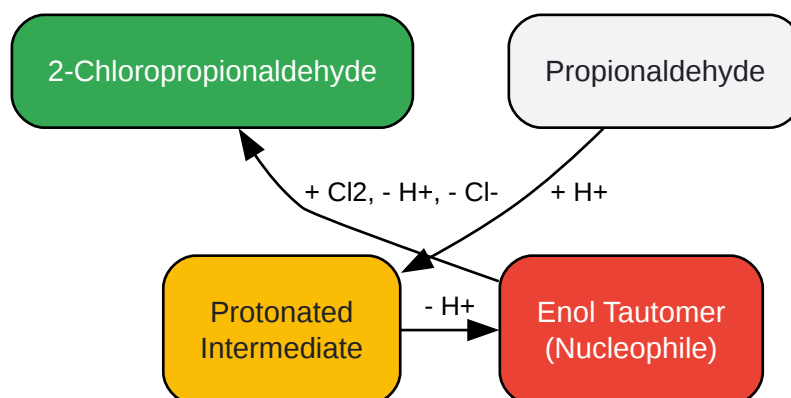 2-Chloropropionaldehyde
Propionaldehyde
+ Cl2, - H+, - Cl-
+ H+
Protonated
Intermediate
- H+
Enol Tautomer
(Nucleophile)